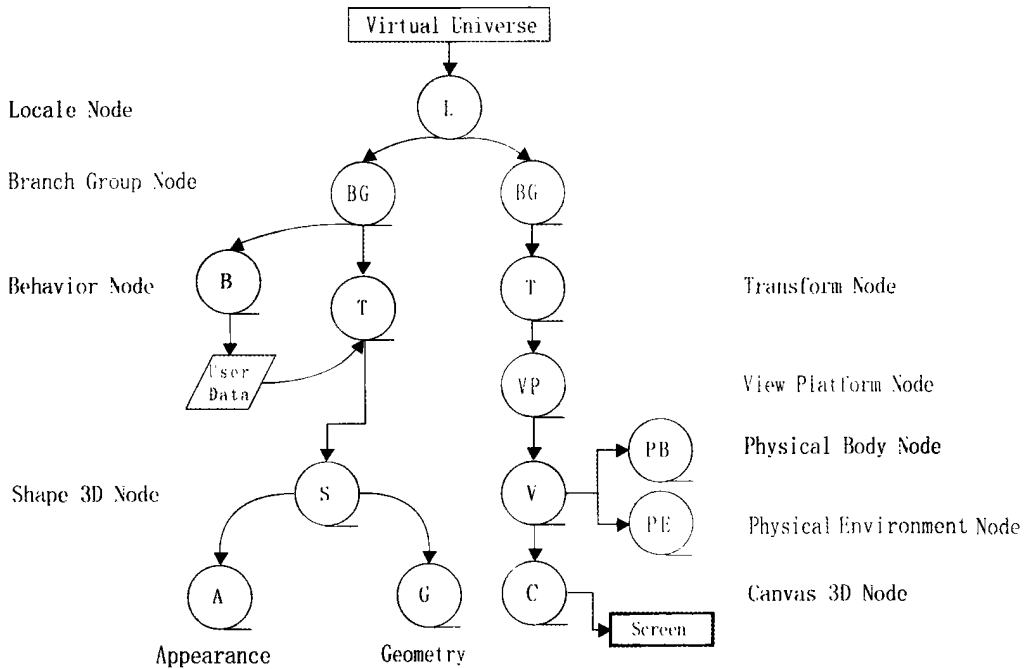 Virtual Universe
Locale Node
L
Branch Group Node
BG
BG
Behavior Node
B
T
T
Transform Node
User
Data
VP
View Platform Node
PB
Physical Body Node
Shape 3D Node
S
V
PE
Physical Environment Node
A
G
C
Canvas 3D Node
Screen
Appearance
Geometry